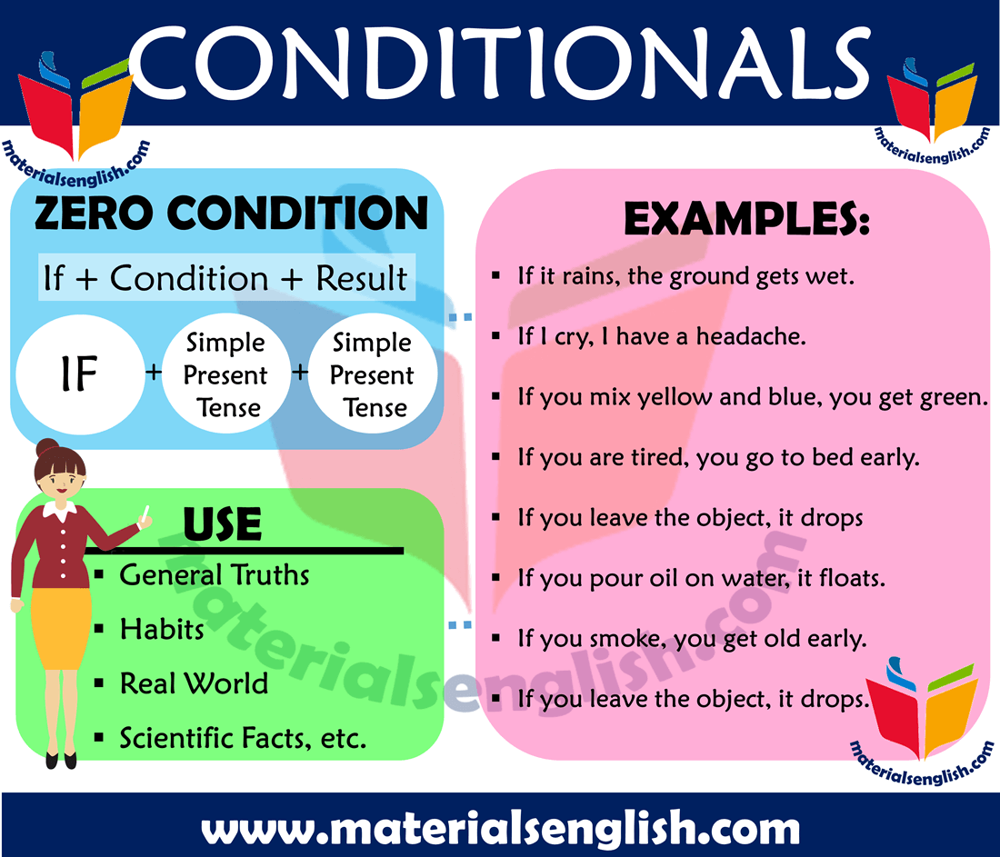 CONDITIONALS
materialsenglish.com
materialsenglish.com
ZERO CONDITION
If + Condition + Result
IF
+
Simple
Present
Tense
+
Simple
Present
Tense
USE
▪ General Truths
▪ Habits
▪ Real World
▪ Scientific Facts, etc.
EXAMPLES:
▪ If it rains, the ground gets wet.
▪ If I cry, I have a headache.
▪ If you mix yellow and blue, you get green.
▪ If you are tired, you go to bed early.
▪ If you leave the object, it drops
▪ If you pour oil on water, it floats.
▪ If you smoke, you get old early.
▪ If you leave the object, it drops.
materialsenglish.com
materialsenglish.com
www.materialsenglish.com